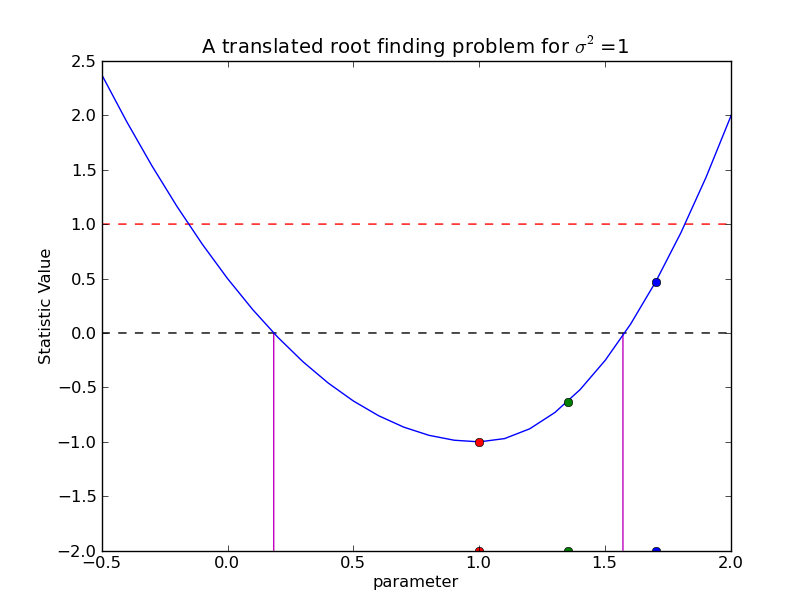 A translated root finding problem for σ² =1
2.5
2.0
1.5
1.0
0.5
0.0
−0.5
−1.0
−1.5
−2.0
Statistic Value
−0.5 0.0 0.5 1.0 1.5 2.0
parameter